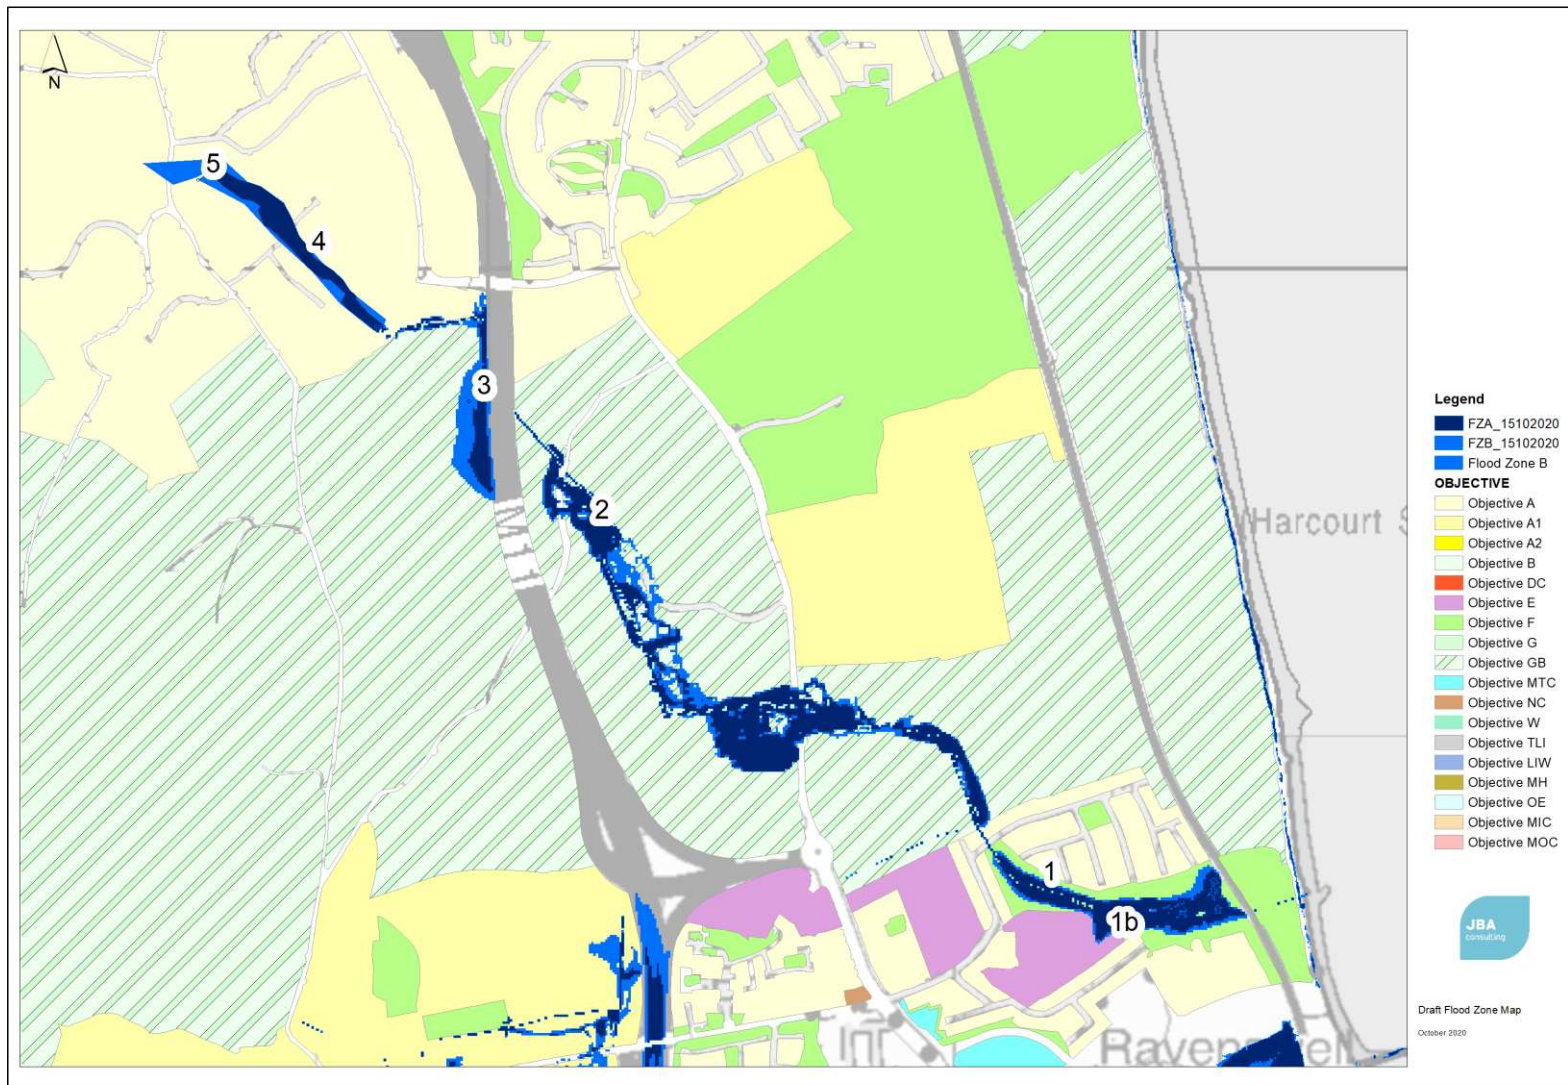 N
5
4
3
2
1
1b
Harcourt S
Legend
FZA_15102020
FZB_15102020
Flood Zone B
OBJECTIVE
Objective A
Objective A1
Objective A2
Objective B
Objective DC
Objective E
Objective F
Objective G
Objective GB
Objective MTC
Objective NC
Objective W
Objective TLI
Objective LIW
Objective MH
Objective OE
Objective MIC
Objective MOC
JBA
consulting
Draft Flood Zone Map
October 2020